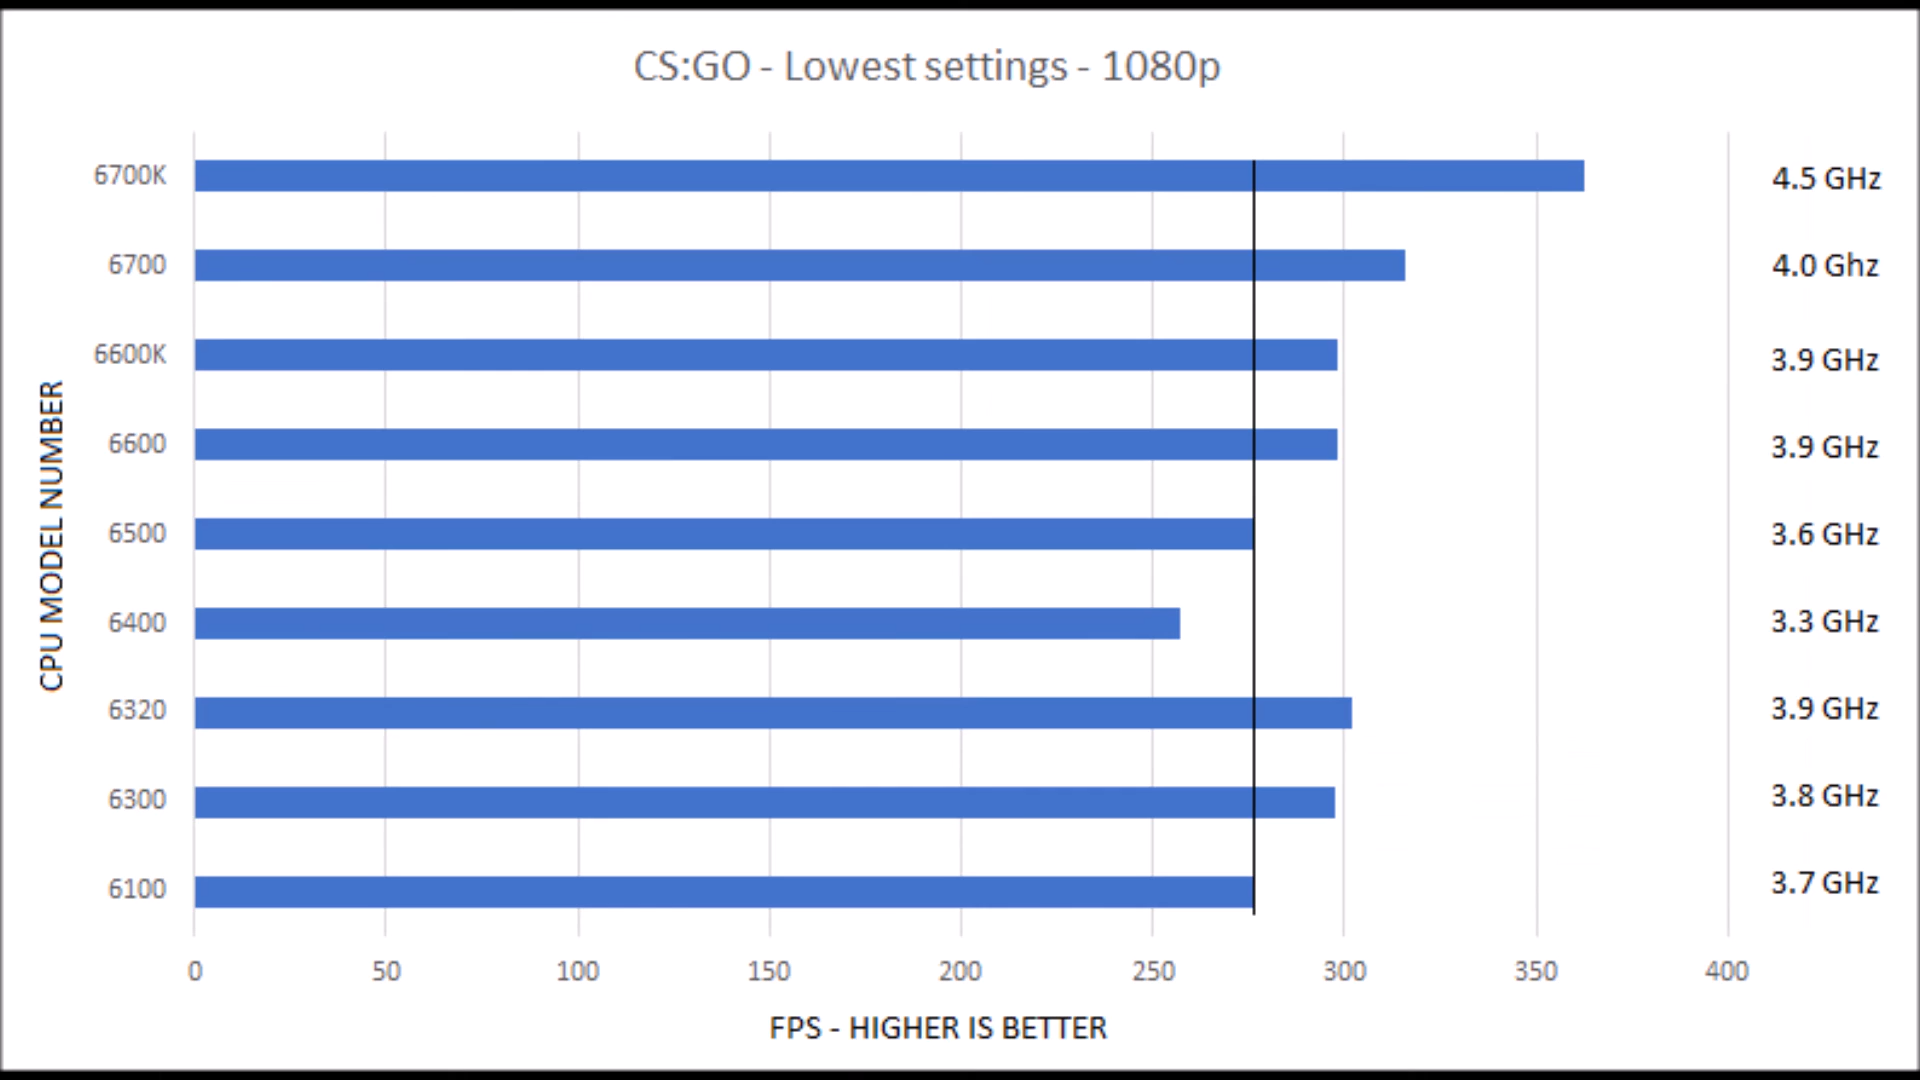 CS:GO - Lowest settings - 1080p
6700K 4.5 GHz
6700 4.0 Ghz
6600K 3.9 GHz
6600 3.9 GHz
6500 3.6 GHz
6400 3.3 GHz
6320 3.9 GHz
6300 3.8 GHz
6100 3.7 GHz
CPU MODEL NUMBER
0 50 100 150 200 250 300 350 400
FPS - HIGHER IS BETTER